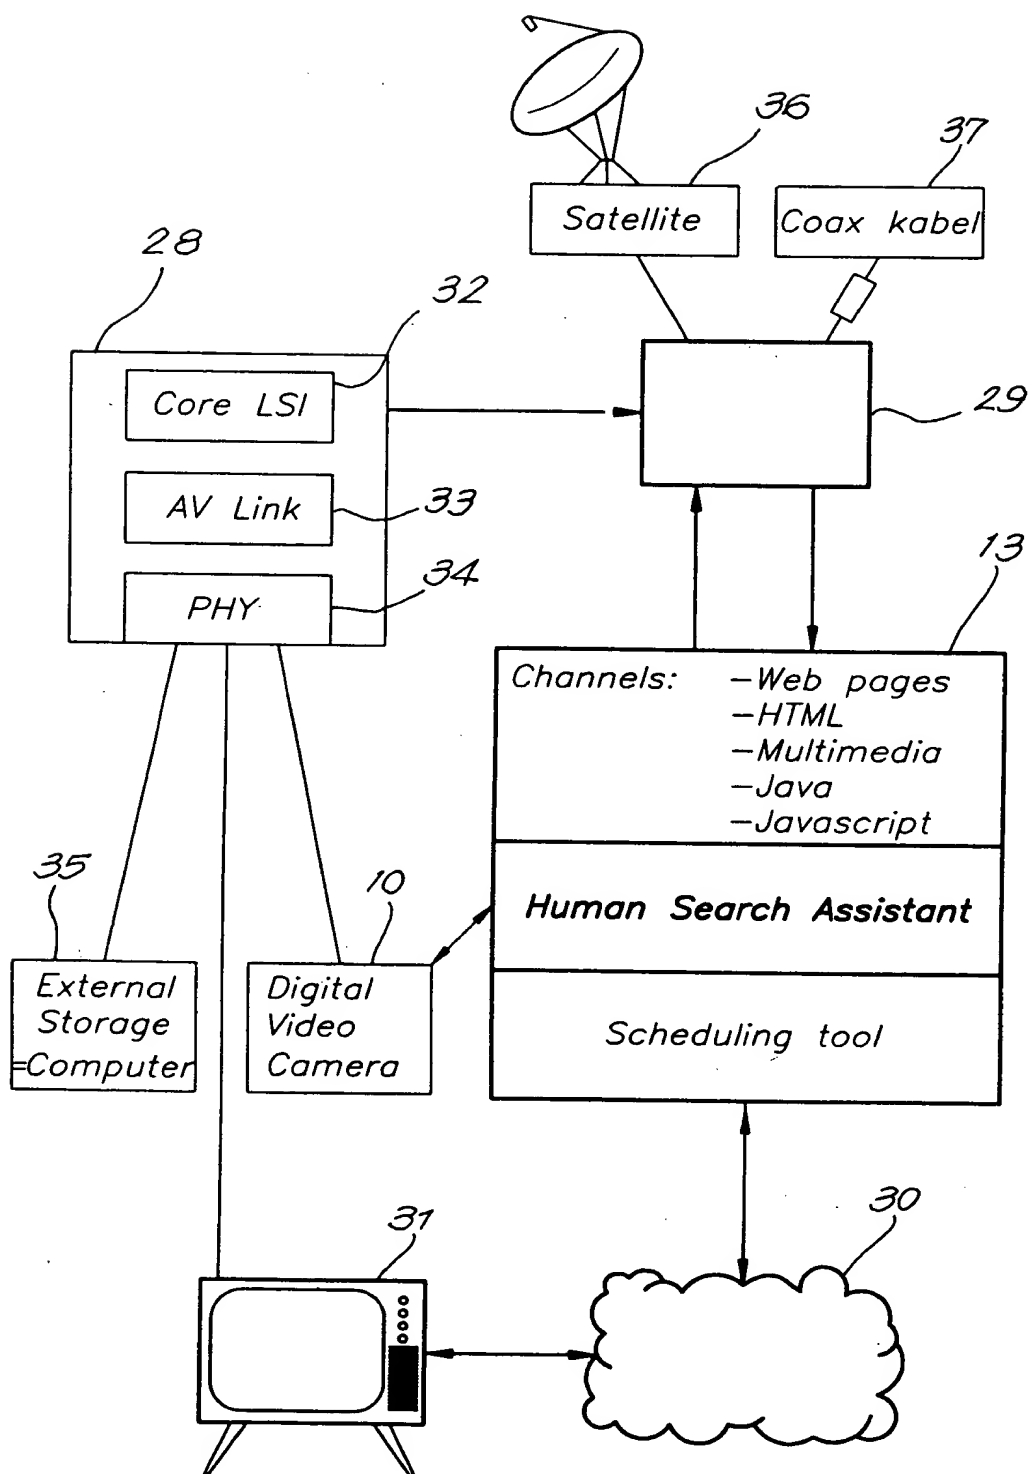 36
37
Satellite
Coax kabel
28
32
Core LSI
29
AV Link
33
13
34
PHY
Channels:
-Web pages
-HTML
-Multimedia
-Java
-Javascript
35
10
Human Search Assistant
External
Storage
=Computer
Digital
Video
Camera
Scheduling tool
31
30